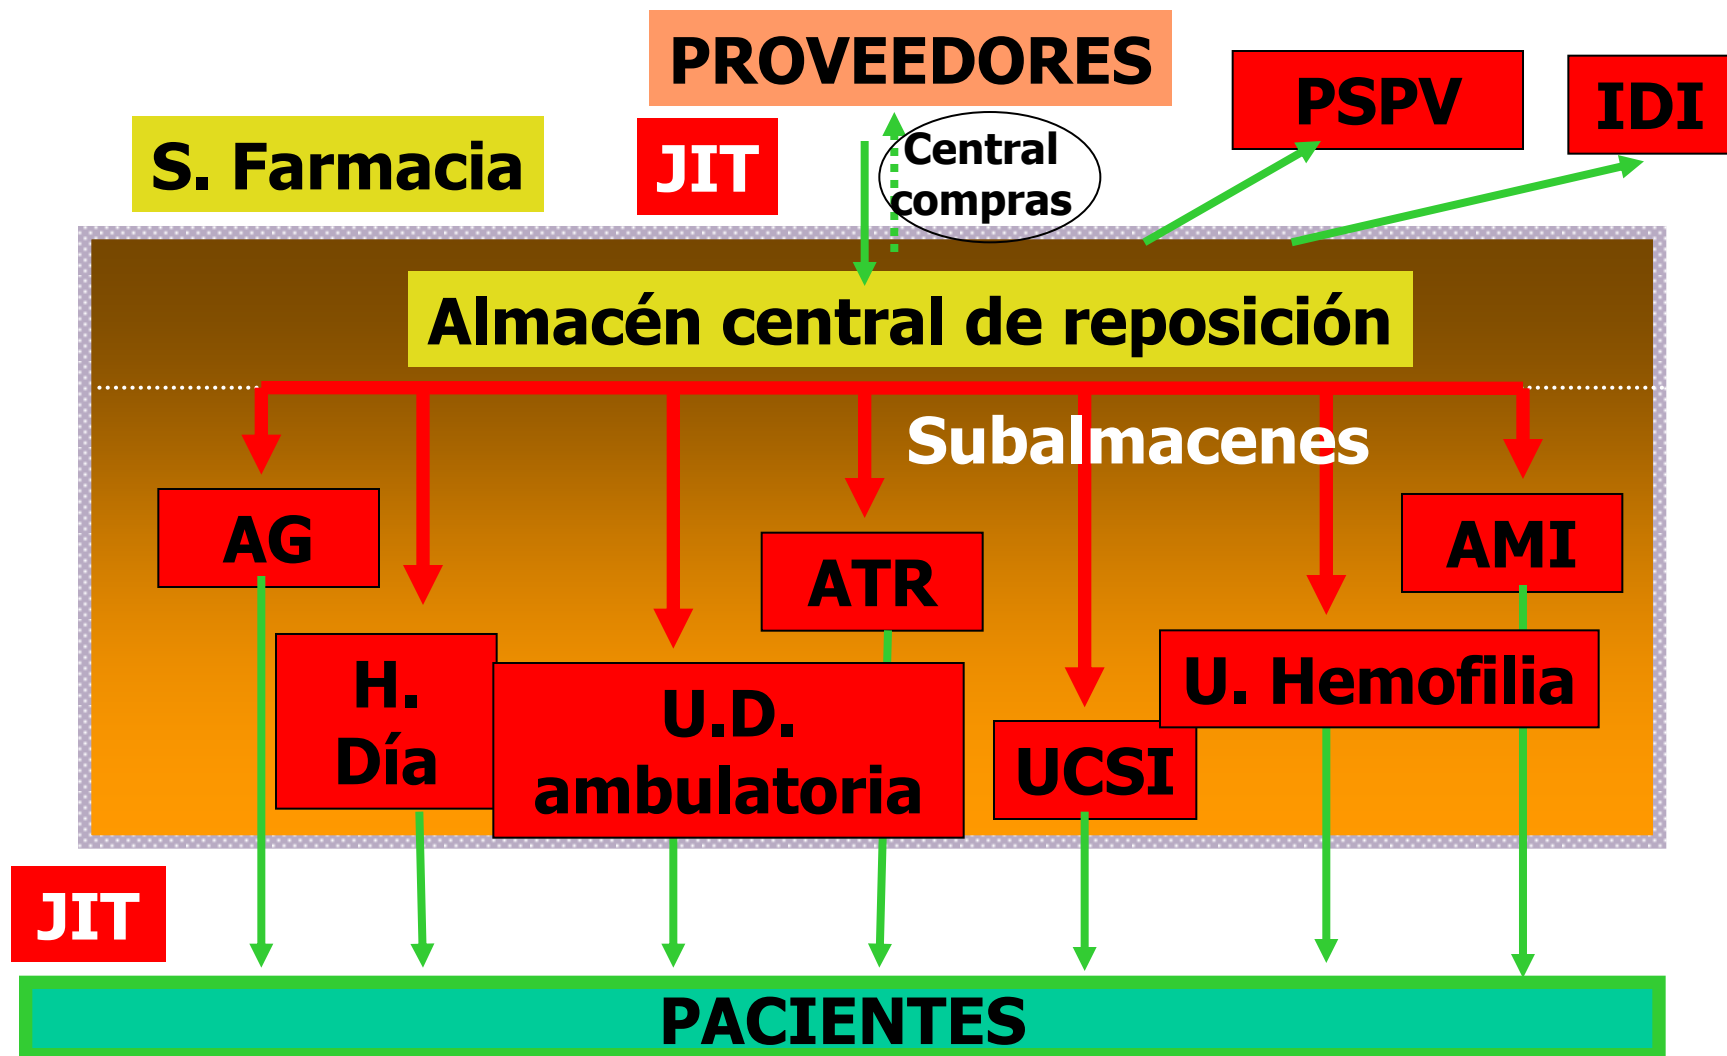 PROVEEDORES
PSPV
IDI
S. Farmacia
JIT
Central
compras
Almacén central de reposición
Subalmacenes
AG
ATR
AMI
H.
Día
U.D.
ambulatoria
UCSI
U. Hemofilia
JIT
PACIENTES